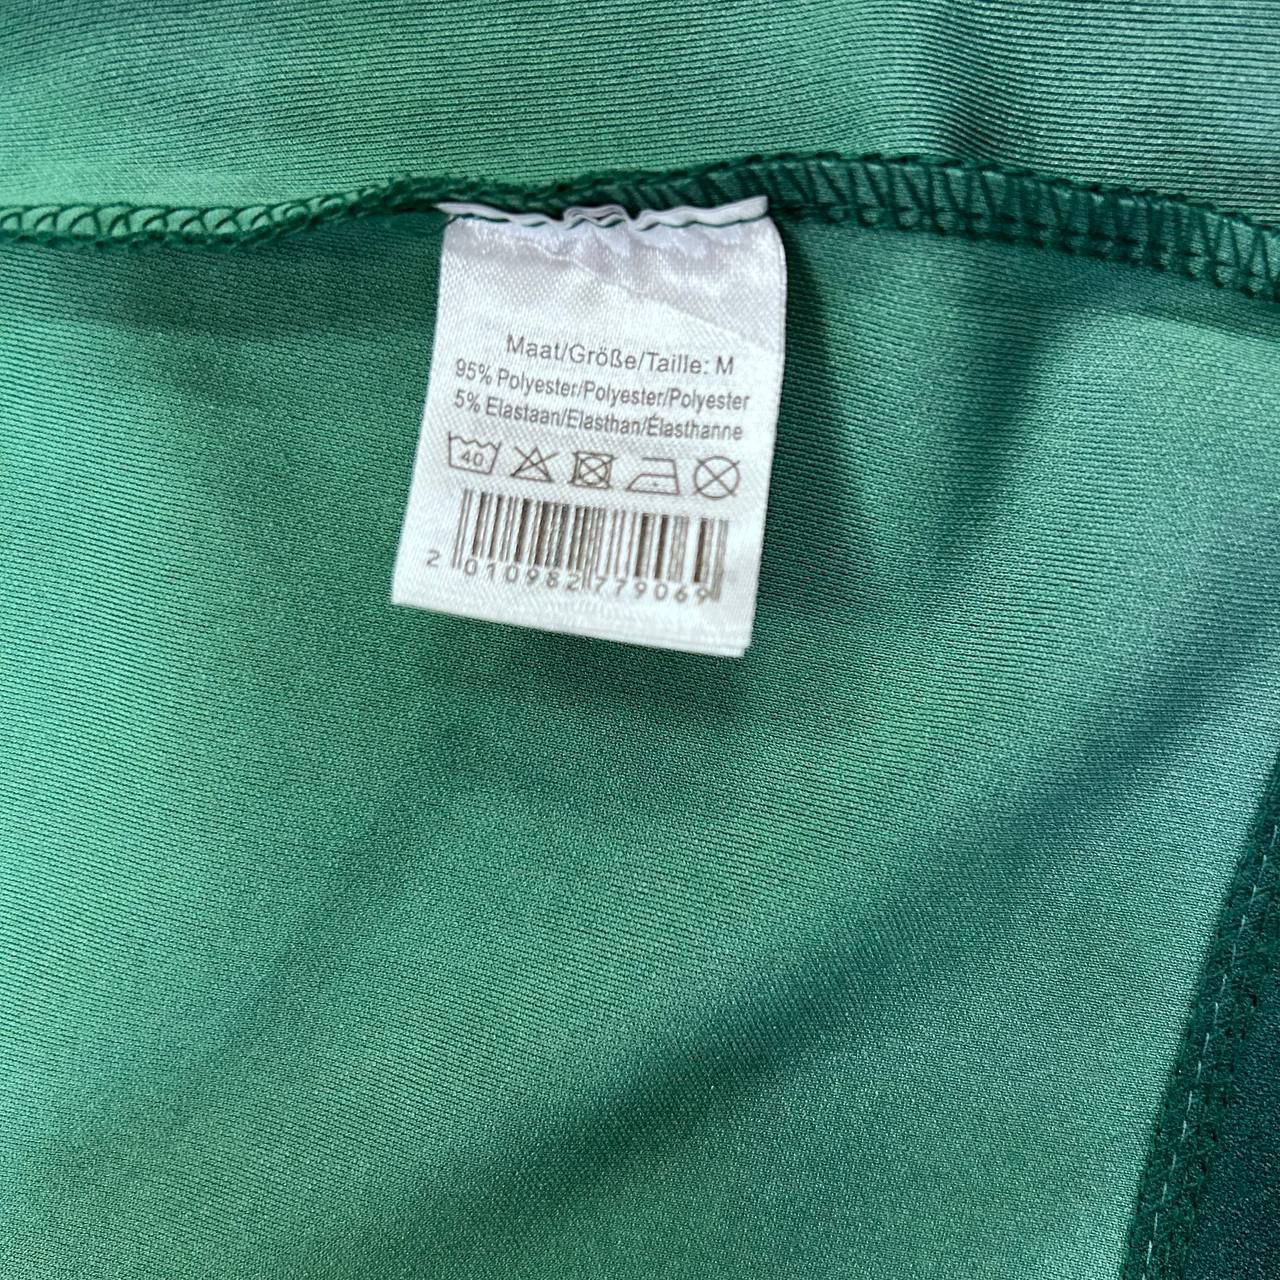 Maat/Größe/Taille: M
95% Polyester/Polyester/Polyester
5% Elastaan/Elasthan/Élasthanne
40
2 010982 779069